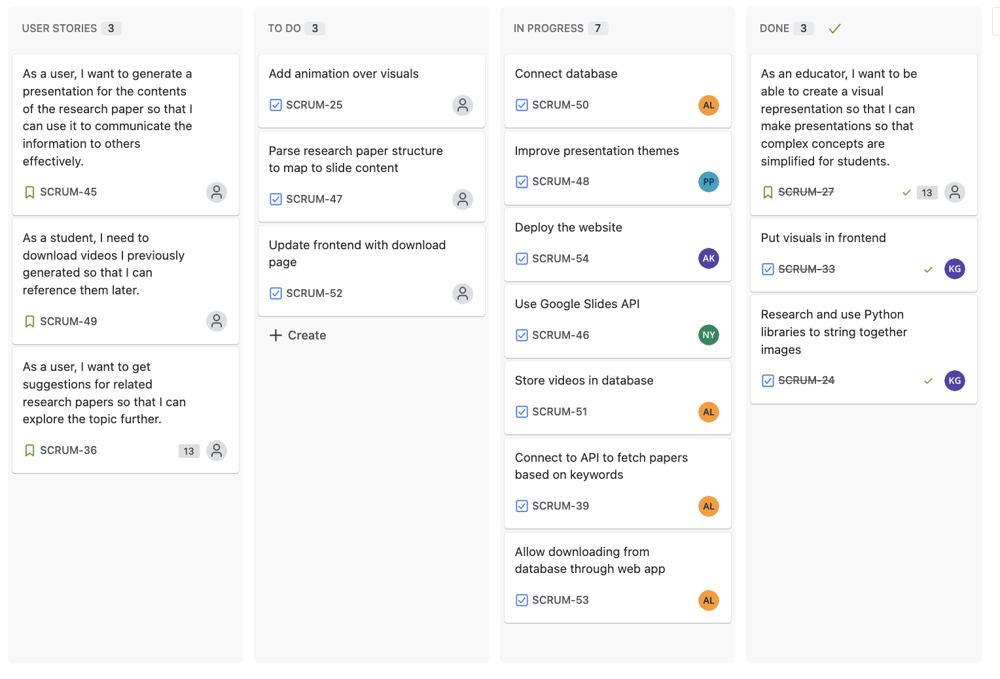 USER STORIES 3
As a user, I want to generate a
presentation for the contents
of the research paper so that I
can use it to communicate the
information to others
effectively.
SCRUM-45
As a student, I need to
download videos I previously
generated so that I can
reference them later.
SCRUM-49
As a user, I want to get
suggestions for related
research papers so that I can
explore the topic further.
SCRUM-36 13
TO DO 3
Add animation over visuals
SCRUM-25
Parse research paper structure
to map to slide content
SCRUM-47
Update frontend with download
page
SCRUM-52
Create
IN PROGRESS 7
Connect database
SCRUM-50 AL
Improve presentation themes
SCRUM-48 PP
Deploy the website
SCRUM-54 AK
Use Google Slides API
SCRUM-46 NY
Store videos in database
SCRUM-51 AL
Connect to API to fetch papers
based on keywords
SCRUM-39 AL
Allow downloading from
database through web app
SCRUM-53 AL
DONE 3
As an educator, I want to be
able to create a visual
representation so that I can
make presentations so that
complex concepts are
simplified for students.
SCRUM-27 13
Put visuals in frontend
SCRUM-33 KG
Research and use Python
libraries to string together
images
SCRUM-24 KG